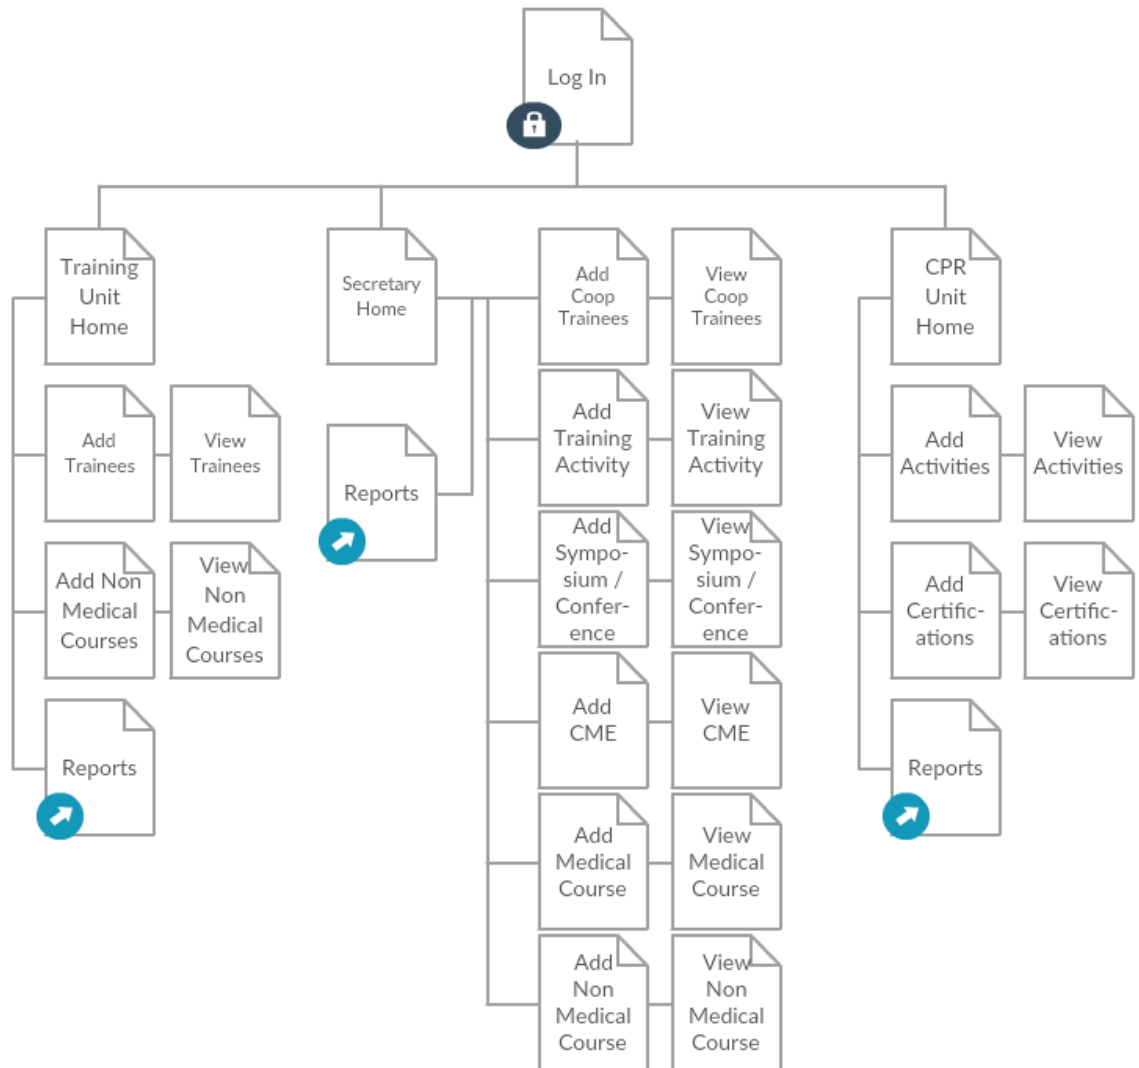 Log In
Training
Unit
Home
Secretary
Home
Add
Coop
Trainees
View
Coop
Trainees
CPR
Unit
Home
Add
Trainees
View
Trainees
Reports
Add
Training
Activity
View
Training
Activity
Add
Activities
View
Activities
Add Non
Medical
Courses
View
Non
Medical
Courses
Add
Sympo-
sium /
Confer-
ence
View
Sympo-
sium /
Confer-
ence
Add
Certific-
ations
View
Certific-
ations
Reports
Add
CME
View
CME
Reports
Add
Medical
Course
View
Medical
Course
Add
Non
Medical
Course
View
Non
Medical
Course